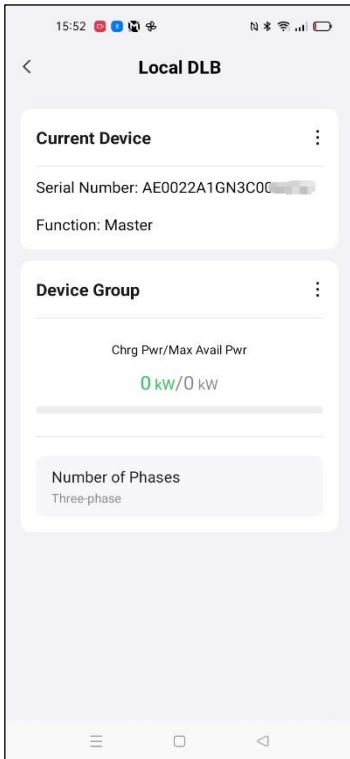 15:52
Local DLB
Current Device
Serial Number: AE0022A1GN3C00
Function: Master
Device Group
Chrg Pwr/Max Avail Pwr
0 kW/0 kW
Number of Phases
Three-phase